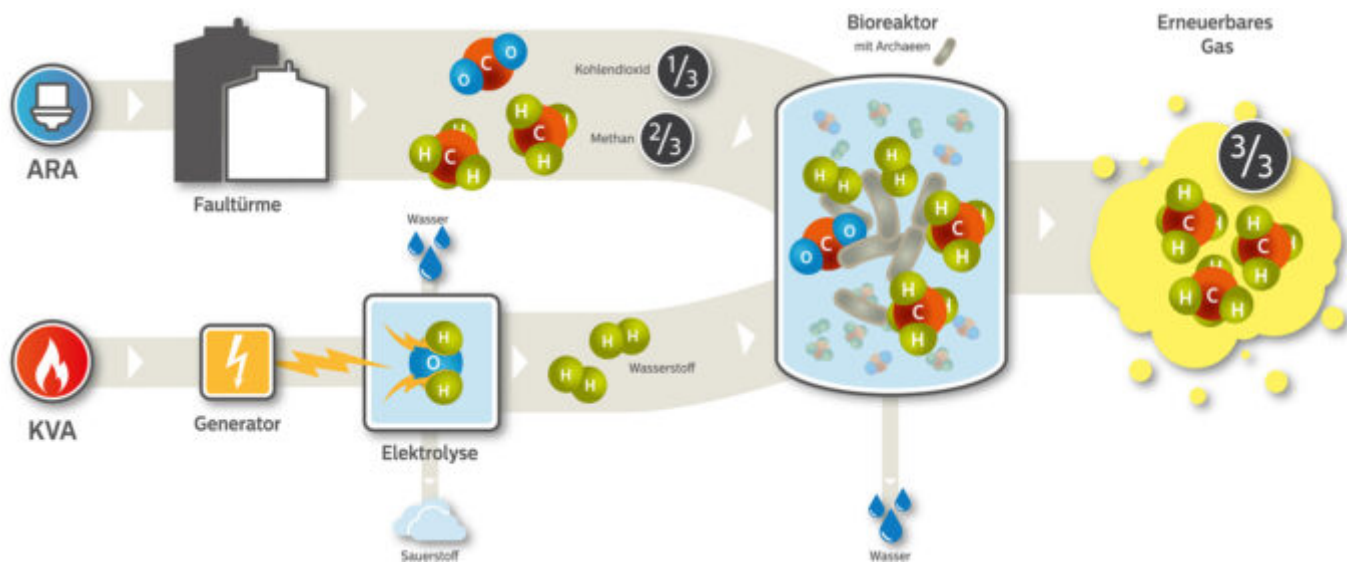 Bioreaktor
mit Archaeen
Erneuerbares
Gas
ARA
Faultürme
O C O
Kohlendioxid 1/3
H C H H H
H C H H H
Methan 2/3
H H
H H
O C O
H C H H H
H C H H
3/3
H C H H H
H C H H H
H C H H H
KVA
Generator
Wasser
H
O
H
Elektrolyse
Sauerstoff
H H
H H
Wasserstoff
Wasser